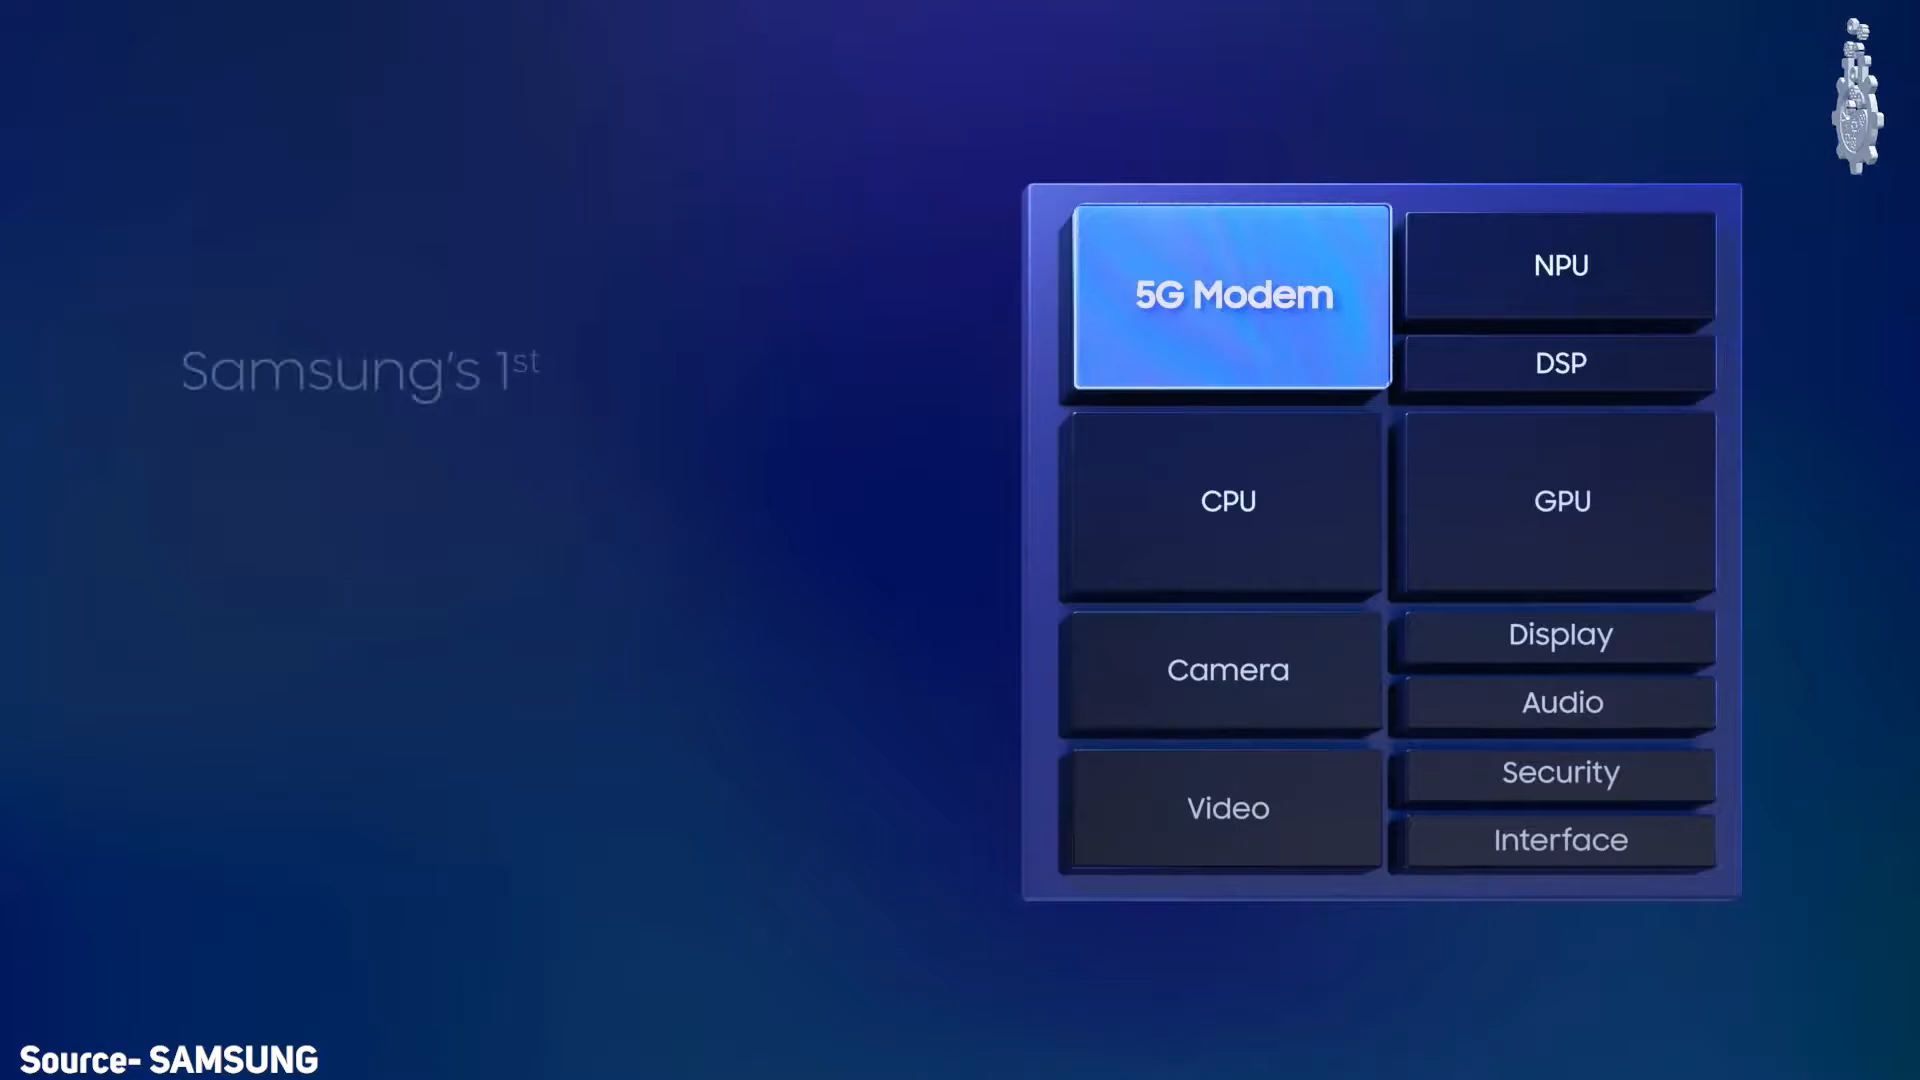 Samsung's 1st
5G Modem
NPU
DSP
CPU
GPU
Camera
Display
Audio
Video
Security
Interface
Source- SAMSUNG